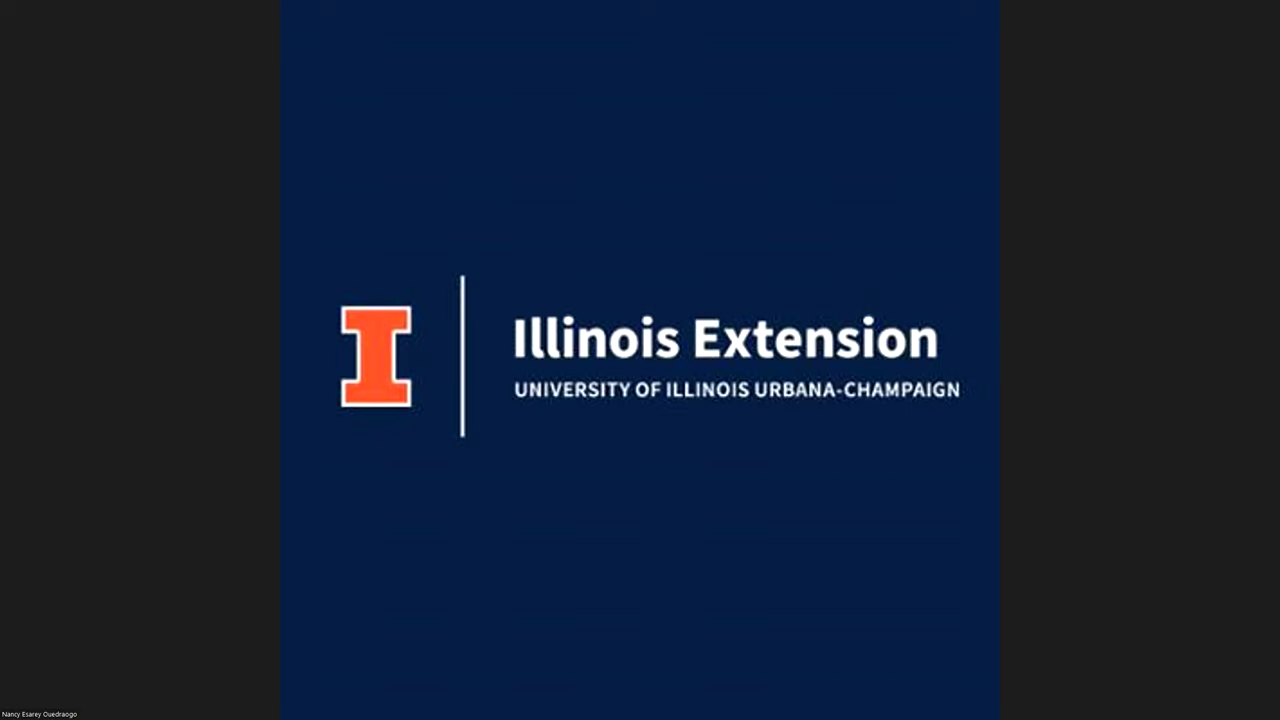 I
Illinois Extension
UNIVERSITY OF ILLINOIS URBANA-CHAMPAIGN
Nancy Esarey Ouedraogo